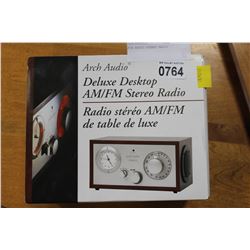 0764
Arch Audio
Deluxe Desktop
AM/FM Stereo Radio
Radio stéréo AM/FM
de table de luxe